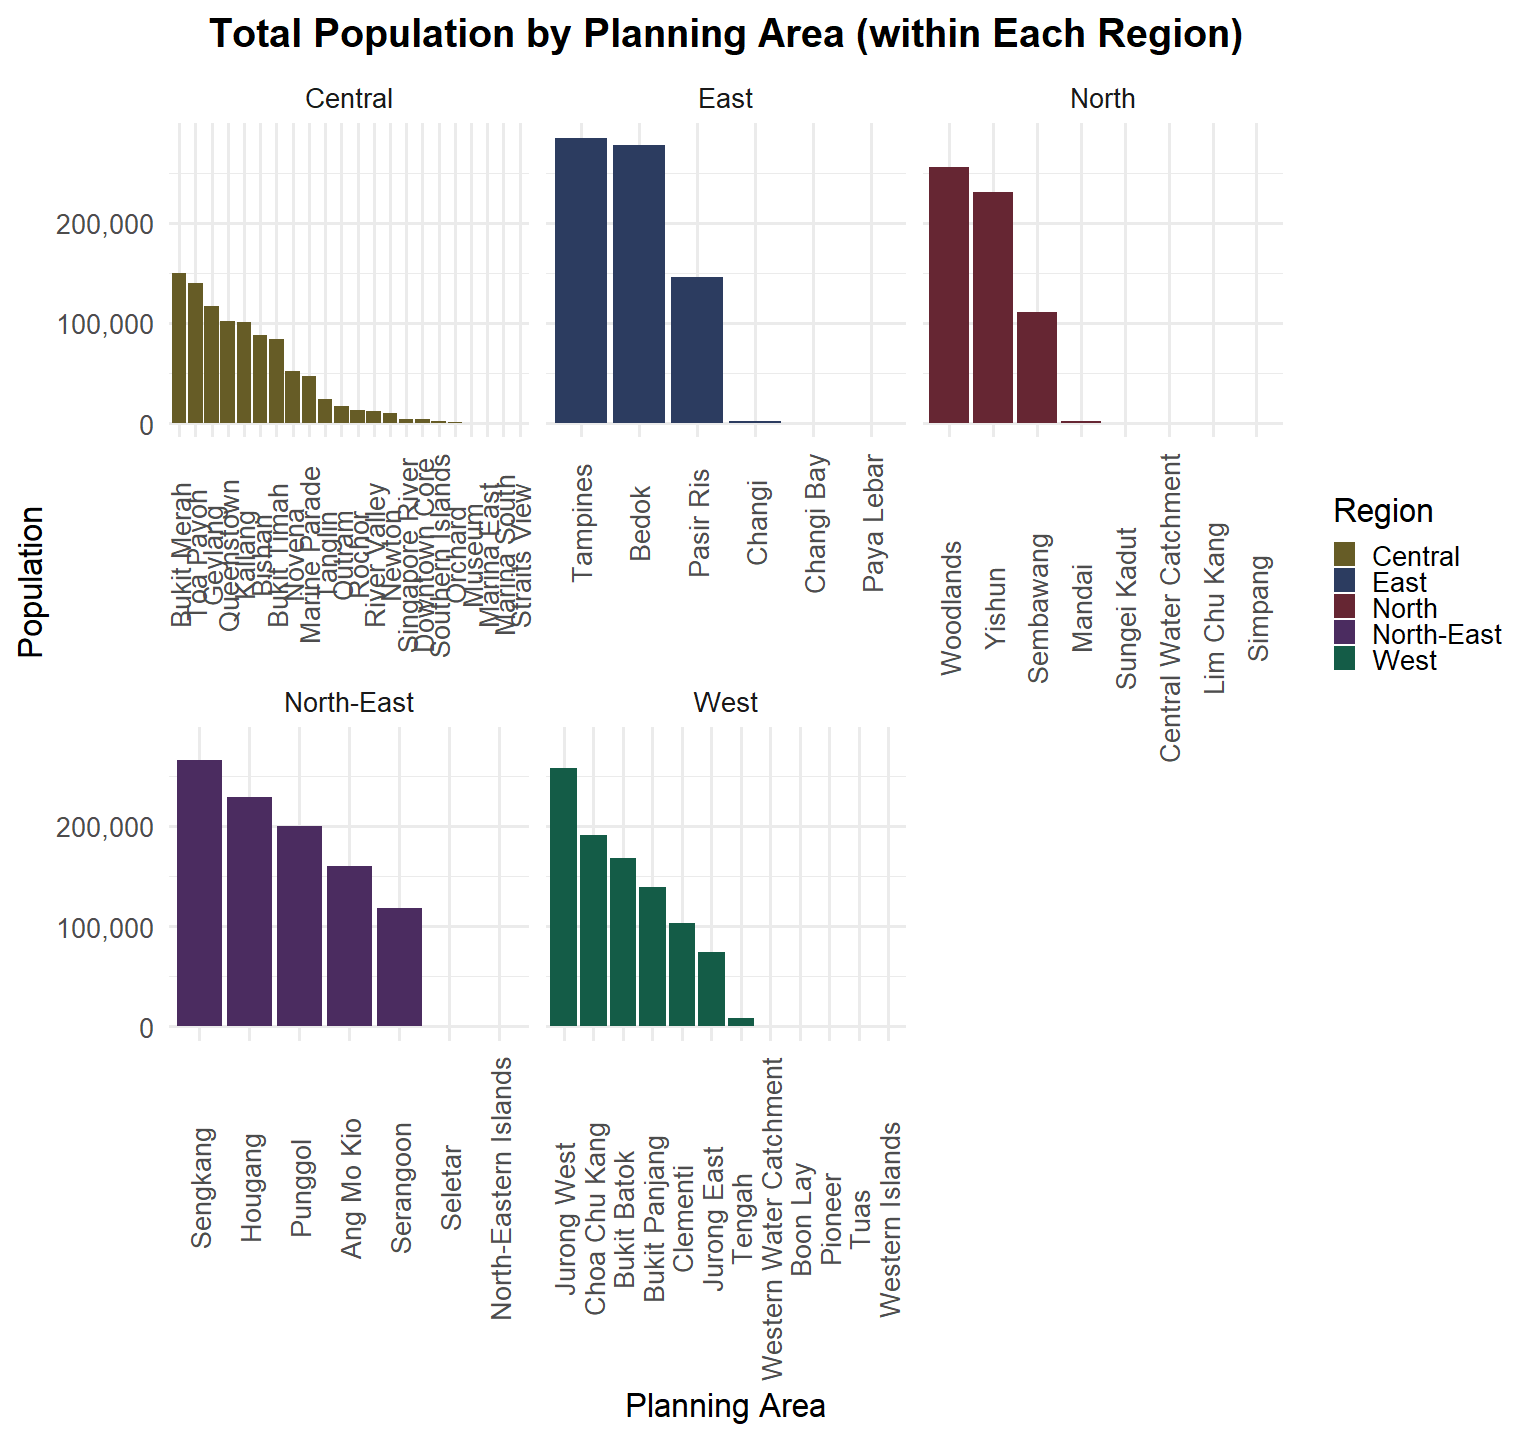 Total Population by Planning Area (within Each Region)
Central
East
North
200,000
100,000
0
Bukit Merah
Toa Payoh
Geylang
Queenstown
Kallang
Bishan
Bukit Timah
Novena
Marine Parade
Tanglin
Outram
Rochor
River Valley
Newton
Singapore River
Downtown Core
Southern Islands
Orchard
Museum
Marina East
Marina South
Straits View
Tampines
Bedok
Pasir Ris
Changi
Changi Bay
Paya Lebar
Woodlands
Yishun
Sembawang
Mandai
Sungei Kadut
Central Water Catchment
Lim Chu Kang
Simpang
Population
Region
Central
East
North
North-East
West
North-East
West
200,000
100,000
0
Sengkang
Hougang
Punggol
Ang Mo Kio
Serangoon
Seletar
North-Eastern Islands
Jurong West
Choa Chu Kang
Bukit Batok
Bukit Panjang
Clementi
Jurong East
Tengah
Western Water Catchment
Boon Lay
Pioneer
Tuas
Western Islands
Planning Area